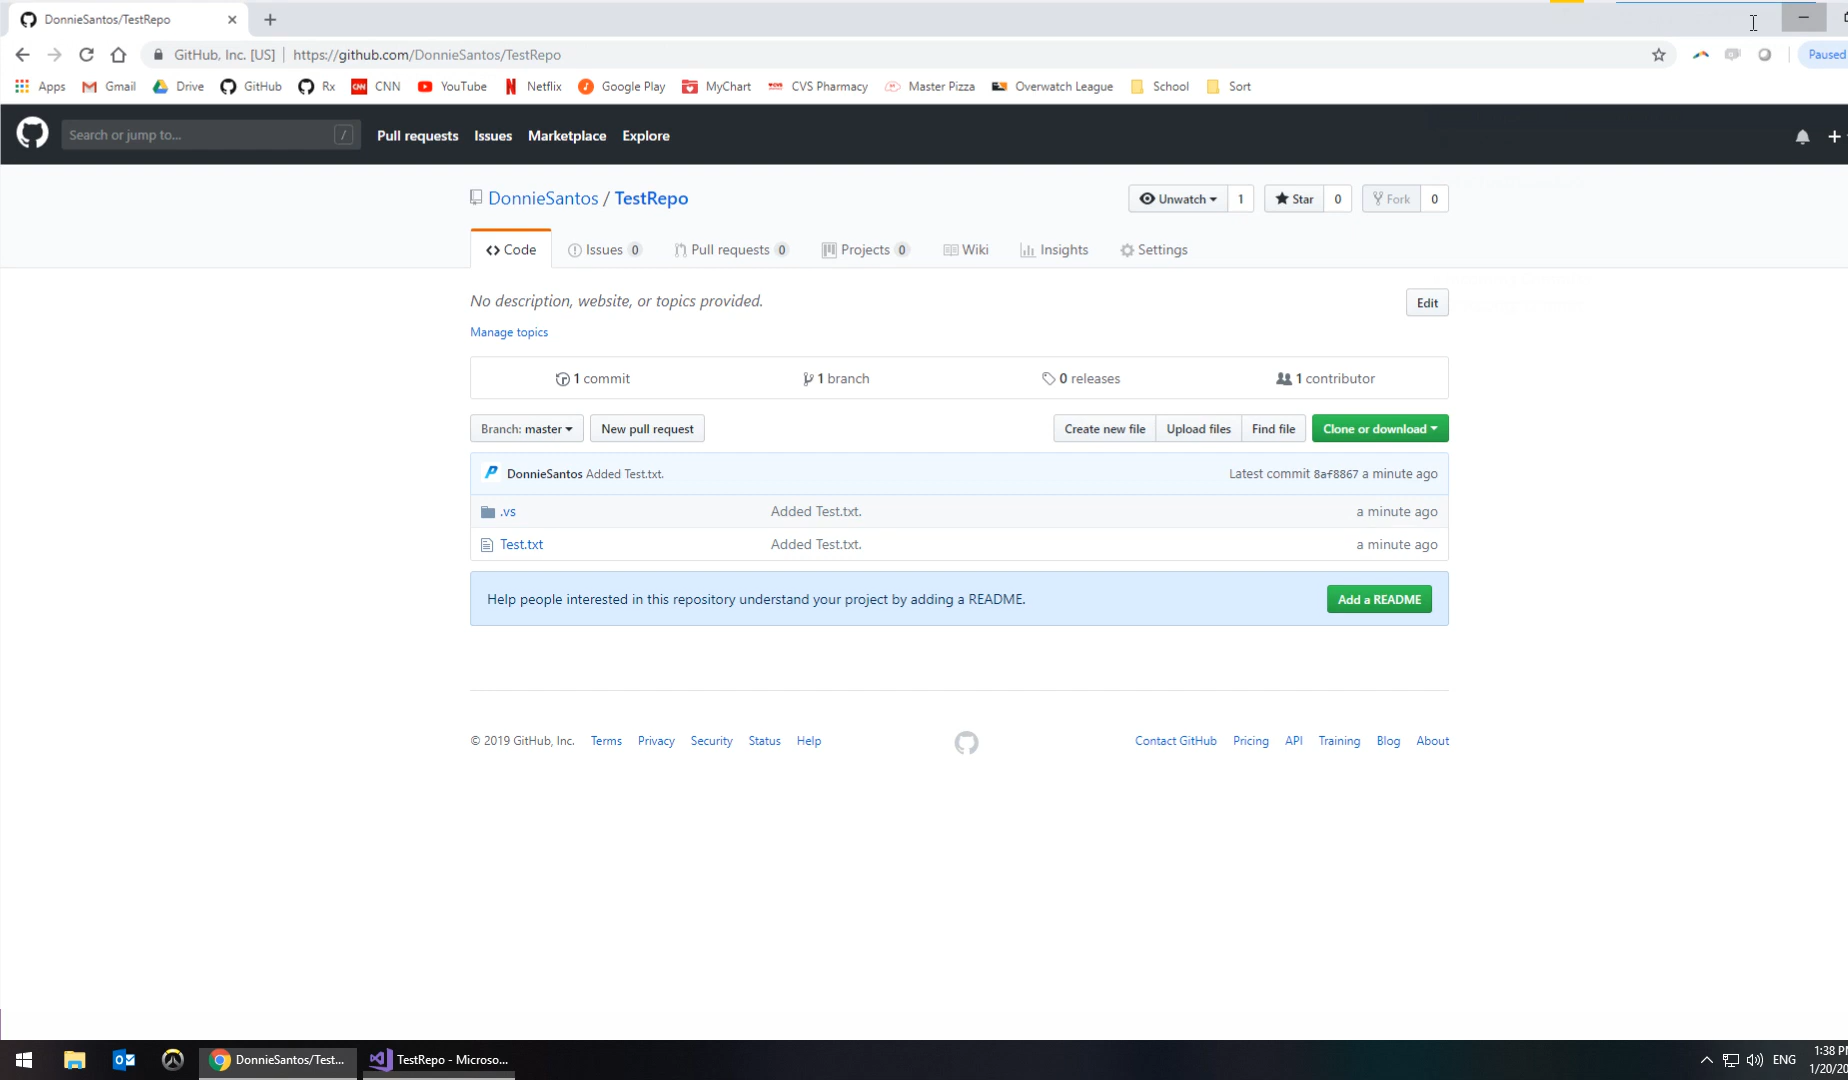 DonnieSantos/TestRepo
GitHub, Inc. [US] | https://github.com/DonnieSantos/TestRepo
Paused
Apps Gmail Drive GitHub Rx CNN YouTube Netflix Google Play MyChart CVS Pharmacy Master Pizza Overwatch League School Sort
Search or jump to... / Pull requests Issues Marketplace Explore
DonnieSantos / TestRepo Unwatch 1 Star 0 Fork 0
Code Issues 0 Pull requests 0 Projects 0 Wiki Insights Settings
No description, website, or topics provided. Edit
Manage topics
1 commit 1 branch 0 releases 1 contributor
Branch: master New pull request Create new file Upload files Find file Clone or download
DonnieSantos Added Test.txt. Latest commit 8af8867 a minute ago
.vs Added Test.txt. a minute ago
Test.txt Added Test.txt. a minute ago
Help people interested in this repository understand your project by adding a README. Add a README
© 2019 GitHub, Inc. Terms Privacy Security Status Help Contact GitHub Pricing API Training Blog About
DonnieSantos/Test... TestRepo - Microso... ENG
1:38 P
1/20/20